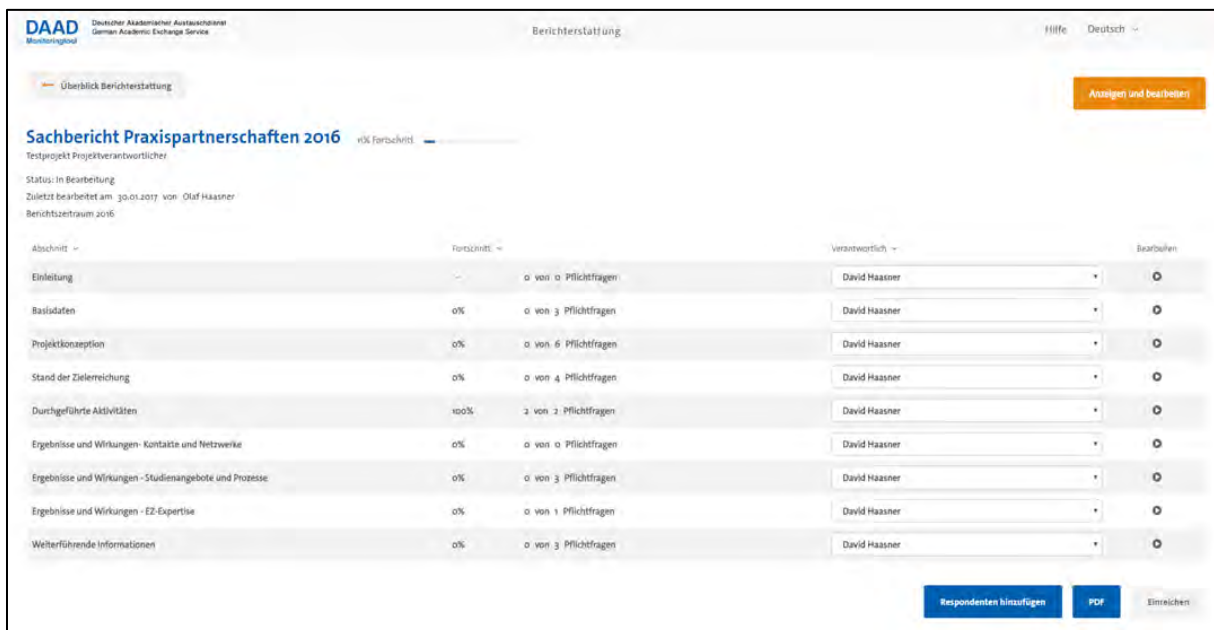 DAAD Deutscher Akademischer Austauschdienst
German Academic Exchange Service
Monitoringtool
Berichterstattung
Hilfe Deutsch
Überblick Berichterstattung
Anzeigen und bearbeiten
Sachbericht Praxispartnerschaften 2016 11% Fortschritt
Testprojekt Projektverantwortlicher
Status: In Bearbeitung
Zuletzt bearbeitet am 30.01.2017 von Olaf Haasner
Berichtszeitraum 2016
Abschnitt Fortschritt Verantwortlich Bearbeiten
Einleitung – 0 von 0 Pflichtfragen David Haasner
Basisdaten 0% 0 von 3 Pflichtfragen David Haasner
Projektkonzeption 0% 0 von 6 Pflichtfragen David Haasner
Stand der Zielerreichung 0% 0 von 4 Pflichtfragen David Haasner
Durchgeführte Aktivitäten 100% 2 von 2 Pflichtfragen David Haasner
Ergebnisse und Wirkungen- Kontakte und Netzwerke 0% 0 von 0 Pflichtfragen David Haasner
Ergebnisse und Wirkungen - Studienangebote und Prozesse 0% 0 von 3 Pflichtfragen David Haasner
Ergebnisse und Wirkungen - EZ-Expertise 0% 0 von 1 Pflichtfragen David Haasner
Weiterführende Informationen 0% 0 von 3 Pflichtfragen David Haasner
Respondenten hinzufügen PDF Einreichen